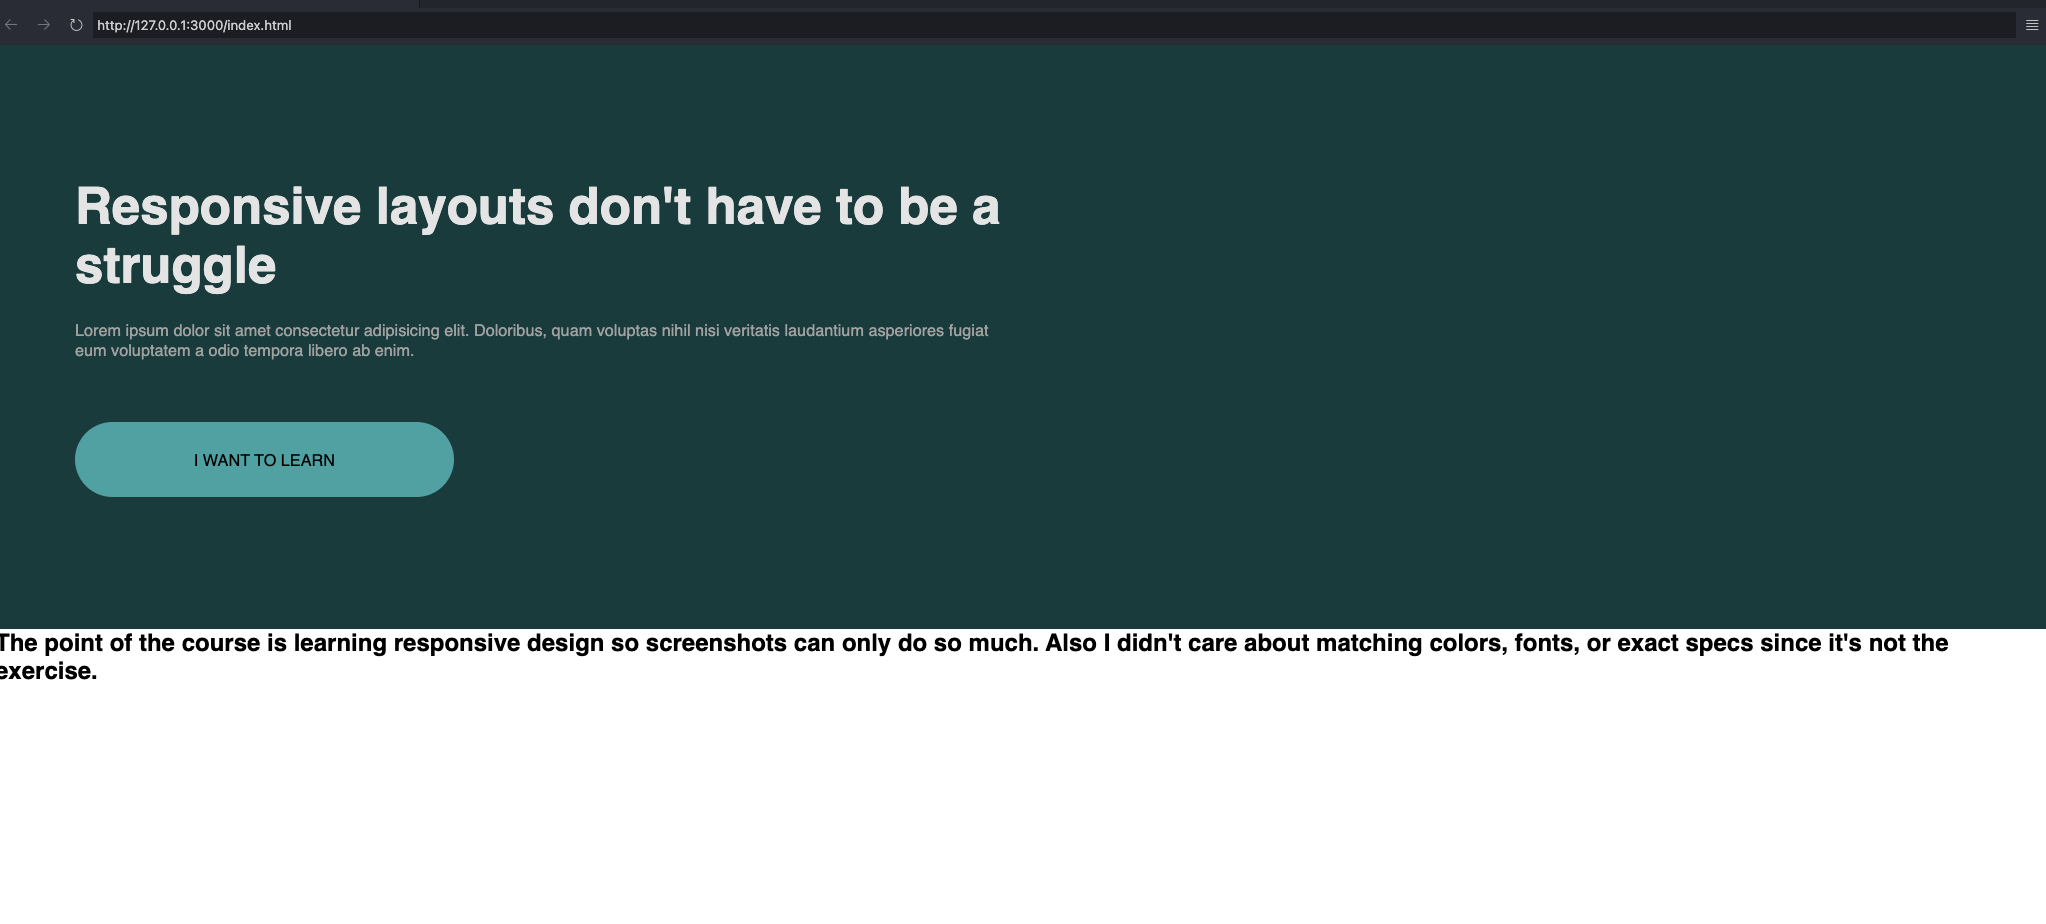 http://127.0.0.1:3000/index.html
Responsive layouts don't have to be a
struggle
Lorem ipsum dolor sit amet consectetur adipisicing elit. Doloribus, quam voluptas nihil nisi veritatis laudantium asperiores fugiat
eum voluptatem a odio tempora libero ab enim.
I WANT TO LEARN
The point of the course is learning responsive design so screenshots can only do so much. Also I didn't care about matching colors, fonts, or exact specs since it's not the
exercise.